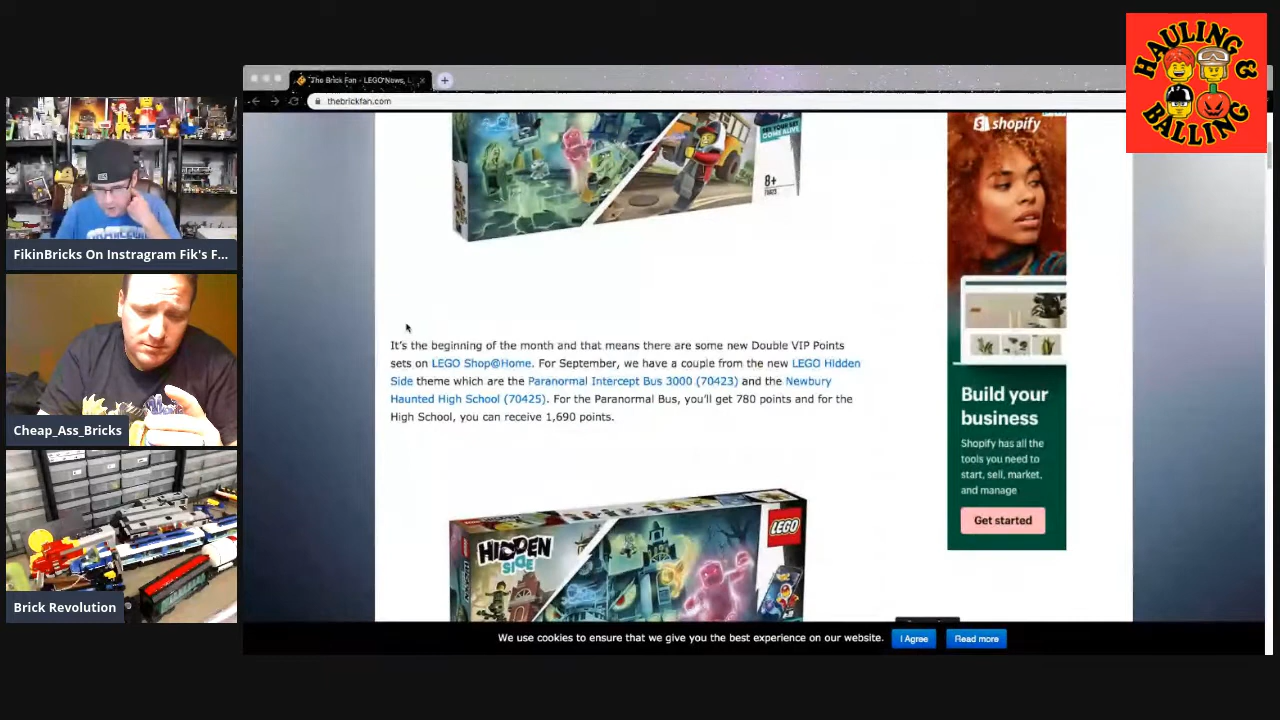 HAULING &
BALLING
The Brick Fan - LEGO News, L
thebrickfan.com
shopify
8+
It's the beginning of the month and that means there are some new Double VIP Points
sets on LEGO Shop@Home. For September, we have a couple from the new LEGO Hidden
Side theme which are the Paranormal Intercept Bus 3000 (70423) and the Newbury
Haunted High School (70425). For the Paranormal Bus, you'll get 780 points and for the
High School, you can receive 1,690 points.
Build your
business
Shopify has all the
tools you need to
start, sell, market,
and manage
Get started
HIDDEN
SIDE
LEGO
We use cookies to ensure that we give you the best experience on our website.
I Agree
Read more
FikinBricks On Instragram Fik's F...
Cheap_Ass_Bricks
Brick Revolution